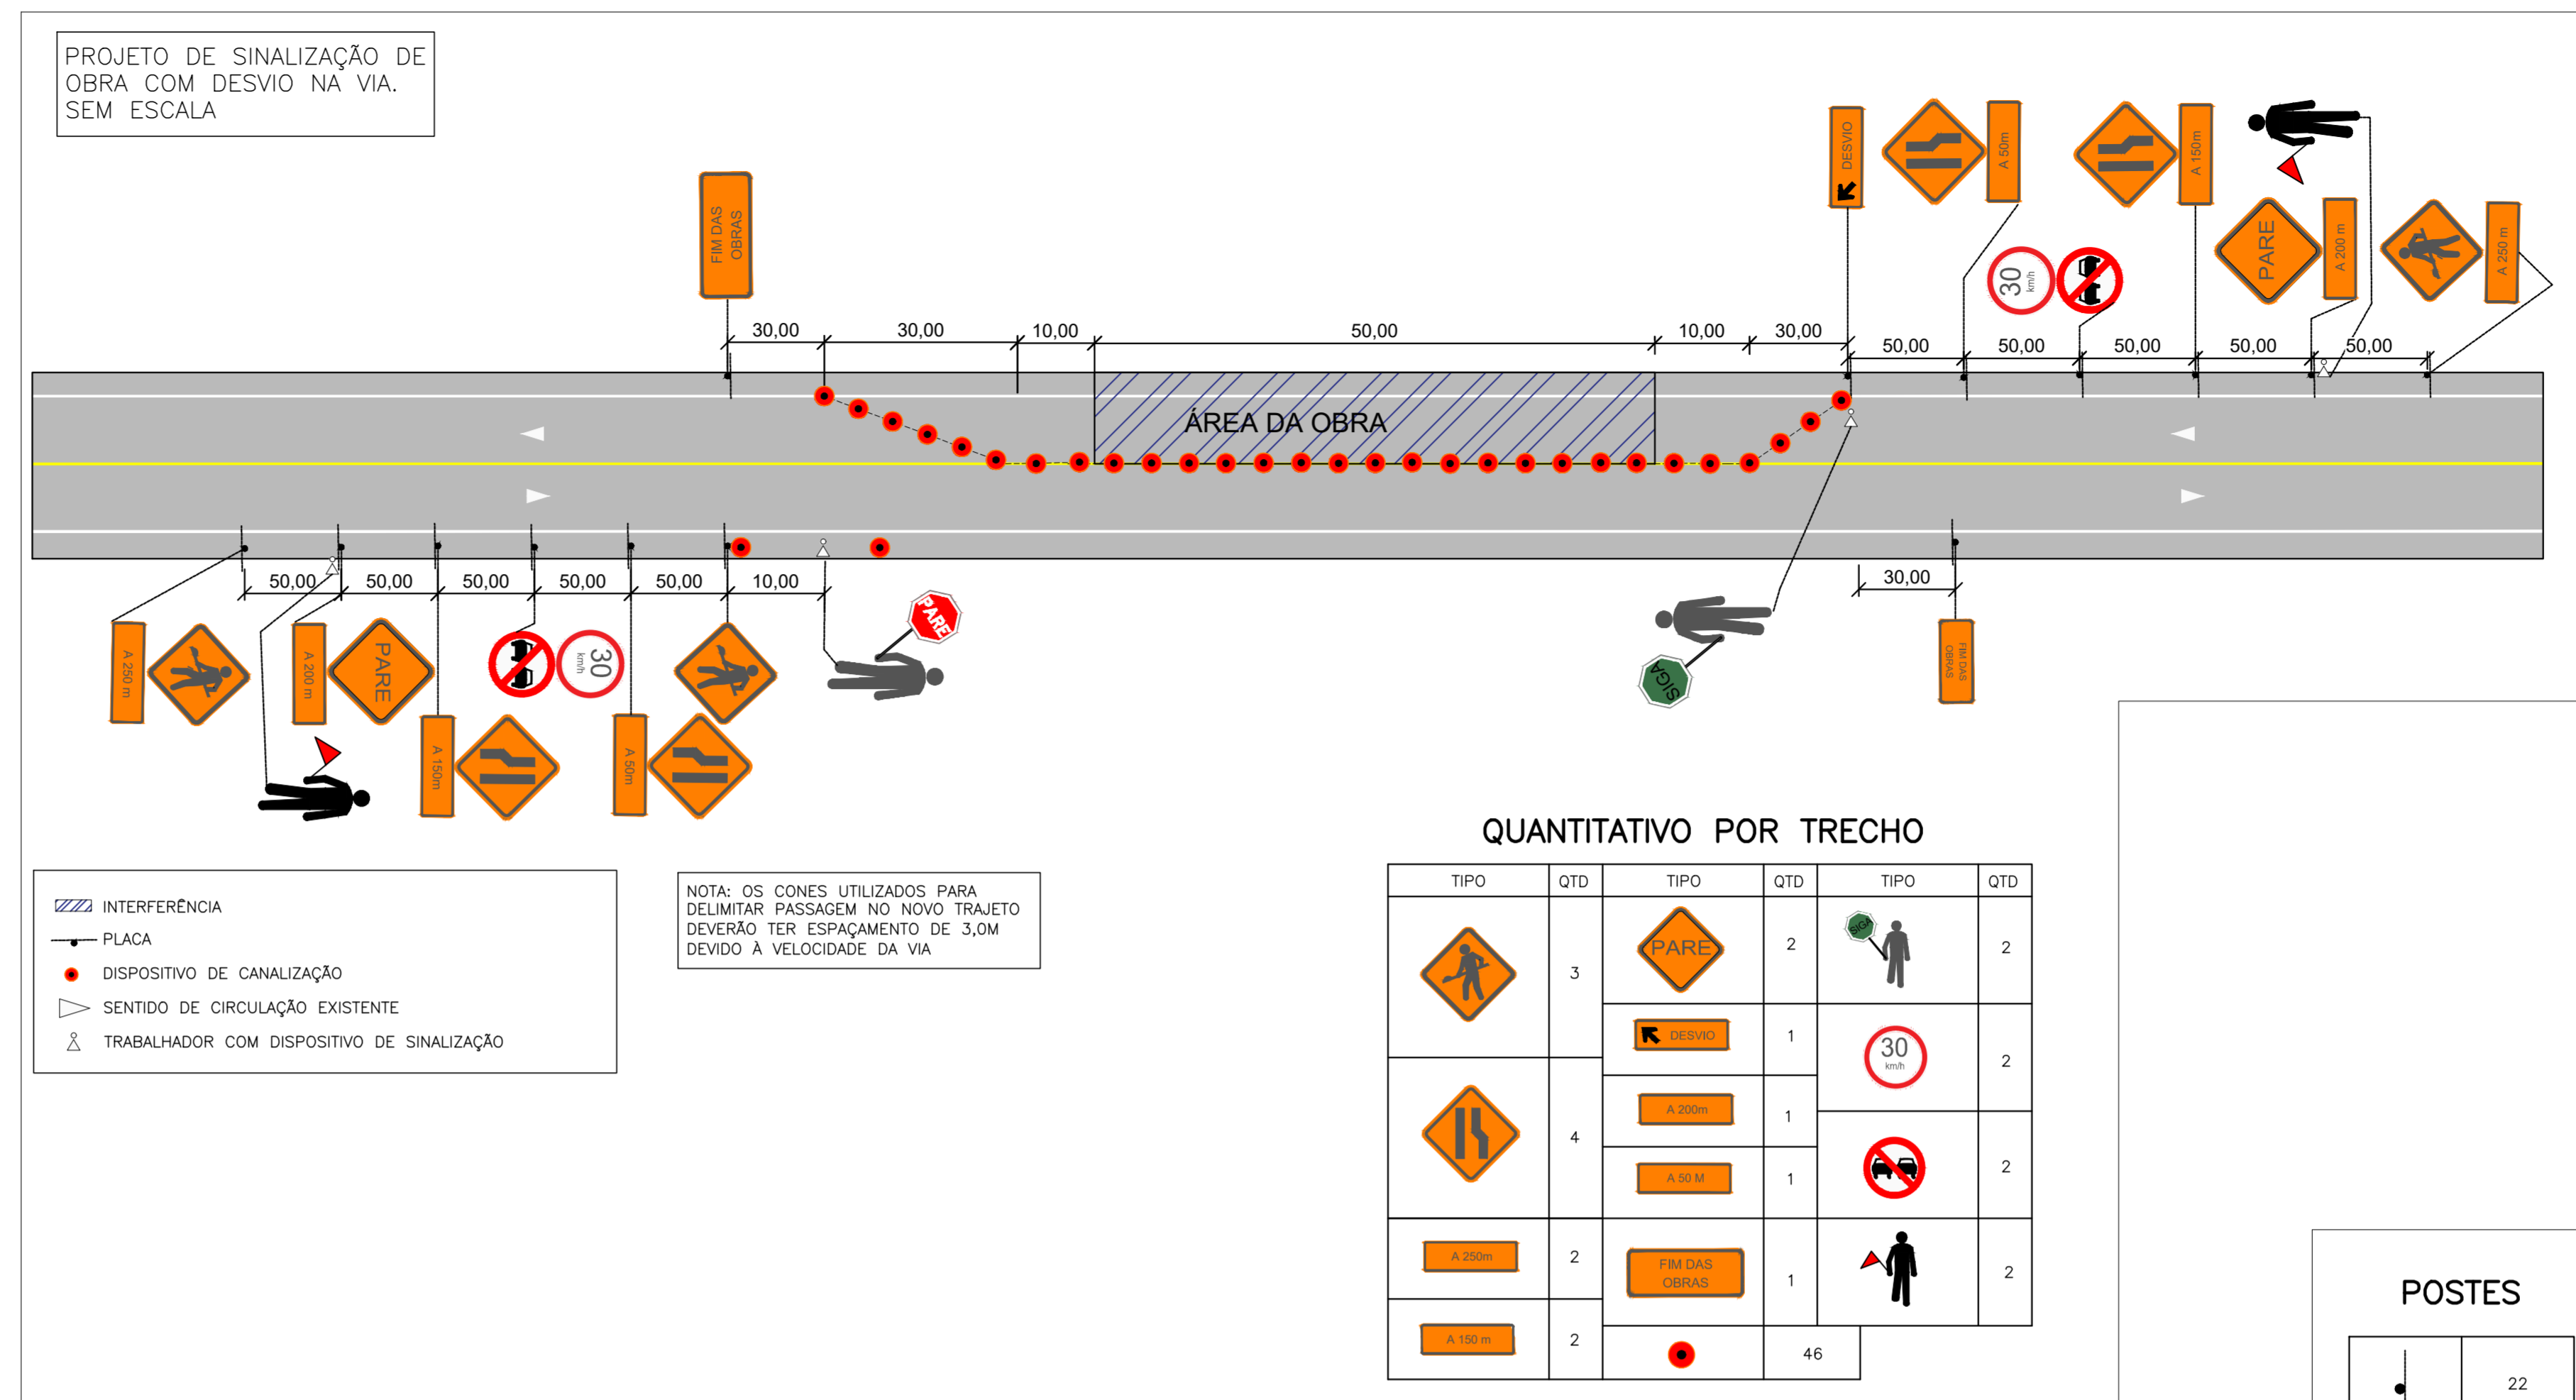 PROJETO DE SINALIZAÇÃO DE
OBRA COM DESVIO NA VIA.
SEM ESCALA
FIM DAS
OBRAS
DESVIO
A 50m
A 150m
30
km/h
PARE
A 200 m
A 250 m
30,00
30,00
10,00
50,00
10,00
30,00
50,00
50,00
50,00
50,00
50,00
ÁREA DA OBRA
50,00
50,00
50,00
50,00
50,00
10,00
30,00
A 250 m
A 200 m
PARE
A 150m
30
km/h
A 50m
PARE
SIGA
FIM DAS
OBRAS
INTERFERÊNCIA
PLACA
DISPOSITIVO DE CANALIZAÇÃO
SENTIDO DE CIRCULAÇÃO EXISTENTE
TRABALHADOR COM DISPOSITIVO DE SINALIZAÇÃO
NOTA: OS CONES UTILIZADOS PARA
DELIMITAR PASSAGEM NO NOVO TRAJETO
DEVERÃO TER ESPAÇAMENTO DE 3,0M
DEVIDO À VELOCIDADE DA VIA
QUANTITATIVO POR TRECHO
TIPO QTD TIPO QTD TIPO QTD
3
4
A 250m 2
A 150 m 2
PARE 2
DESVIO 1
A 200m 1
A 50 M 1
FIM DAS
OBRAS 1
46
SIGA 2
30
km/h 2
2
2
POSTES
22